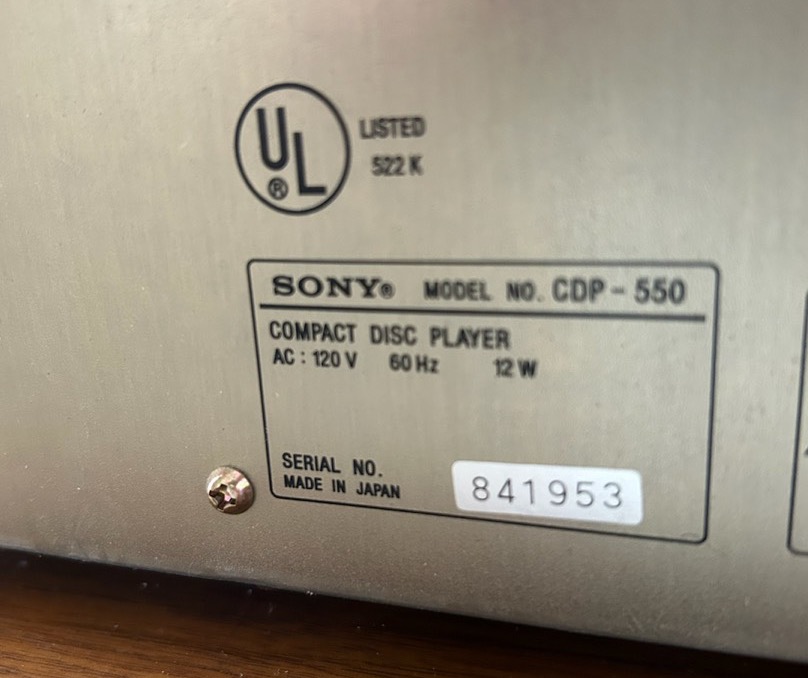 UL®
LISTED
522 K
SONY® MODEL NO. CDP-550
COMPACT DISC PLAYER
AC : 120 V 60 Hz 12 W
SERIAL NO. 841953
MADE IN JAPAN